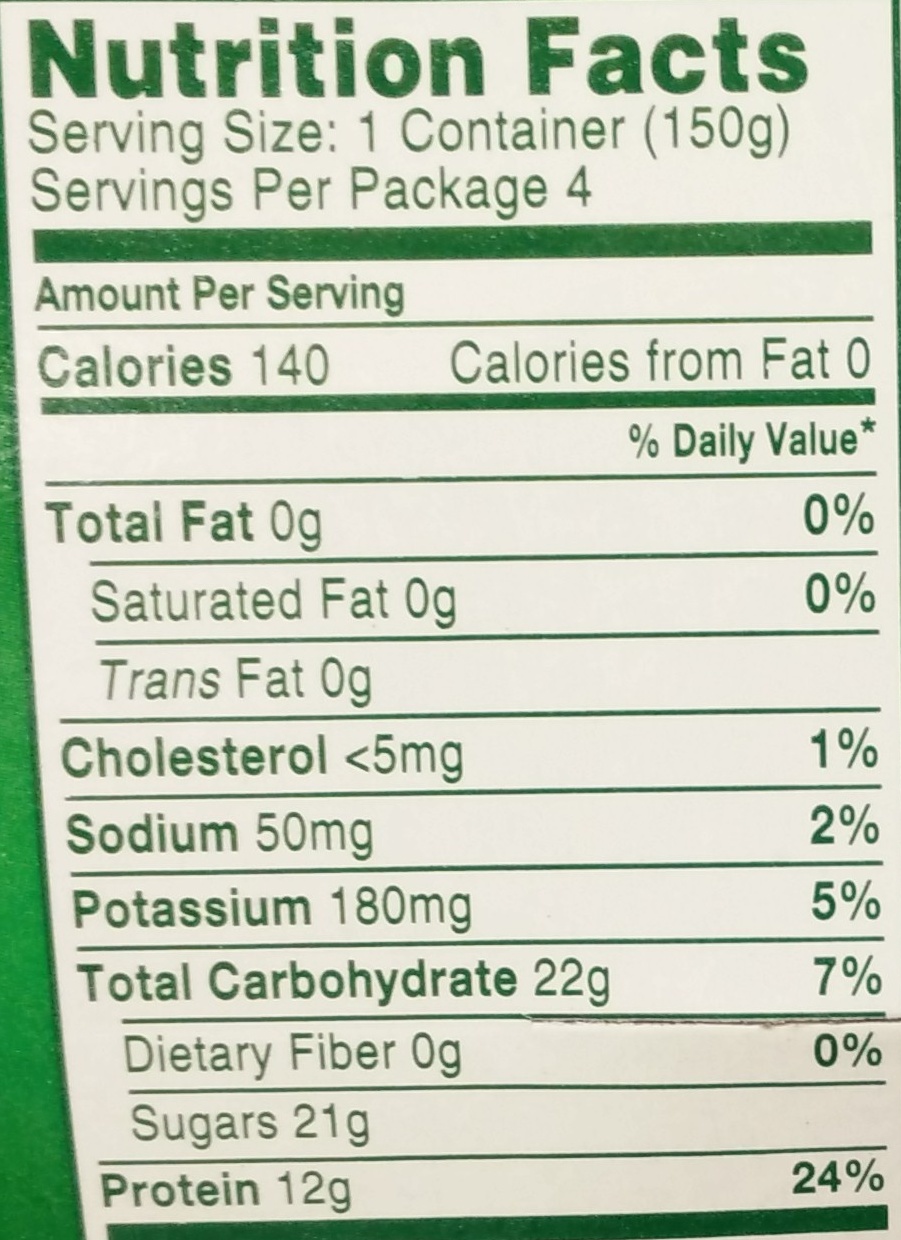 Nutrition Facts
Serving Size: 1 Container (150g)
Servings Per Package 4
Amount Per Serving
Calories 140 Calories from Fat 0
% Daily Value*
Total Fat 0g 0%
Saturated Fat 0g 0%
Trans Fat 0g
Cholesterol <5mg 1%
Sodium 50mg 2%
Potassium 180mg 5%
Total Carbohydrate 22g 7%
Dietary Fiber 0g 0%
Sugars 21g
Protein 12g 24%